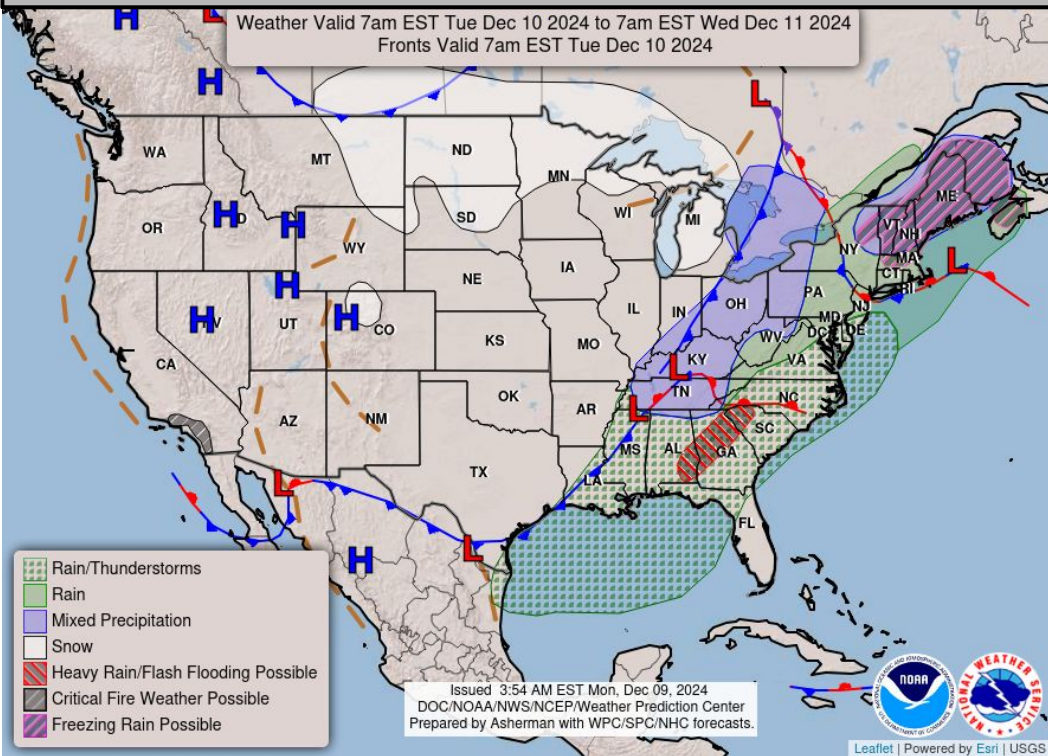 Weather Valid 7am EST Tue Dec 10 2024 to 7am EST Wed Dec 11 2024
Fronts Valid 7am EST Tue Dec 10 2024
H
L
H
L
WA
MT
ND
MN
OR
H
H
WY
SD
WI
MI
NY
VT
NH
ME
MA
CT
RI
L
H
H
NV
UT
H
CO
NE
IA
IL
IN
OH
PA
NJ
MD
DE
DC
CA
KS
MO
L
KY
WV
VA
AZ
NM
OK
AR
L
TN
NC
TX
MS
AL
GA
SC
LA
L
H
L
FL
Rain/Thunderstorms
Rain
Mixed Precipitation
Snow
Heavy Rain/Flash Flooding Possible
Critical Fire Weather Possible
Freezing Rain Possible
Issued 3:54 AM EST Mon, Dec 09, 2024
DOC/NOAA/NWS/NCEP/Weather Prediction Center
Prepared by Asherman with WPC/SPC/NHC forecasts.
NOAA
NATIONAL WEATHER SERVICE
Leaflet | Powered by Esri | USGS